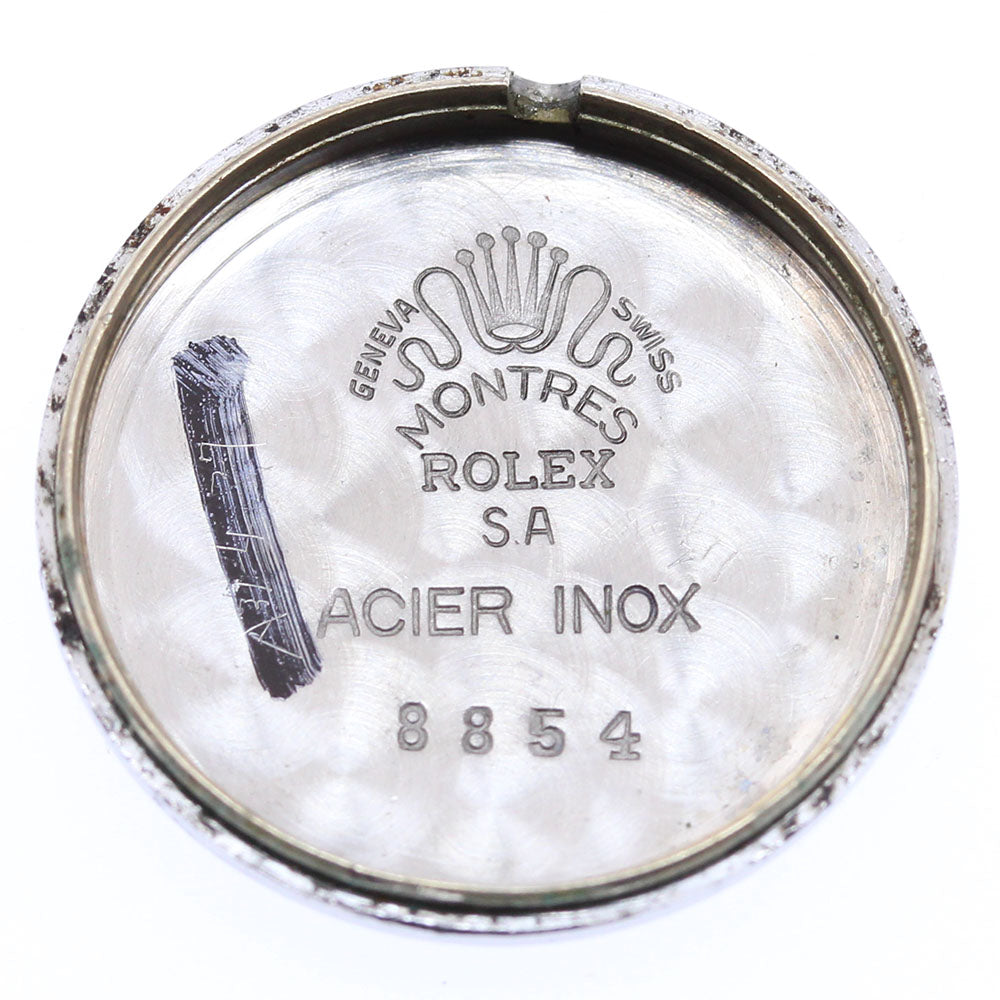 GENEVA SWISS
MONTRES
ROLEX
S.A
ACIER INOX
8854